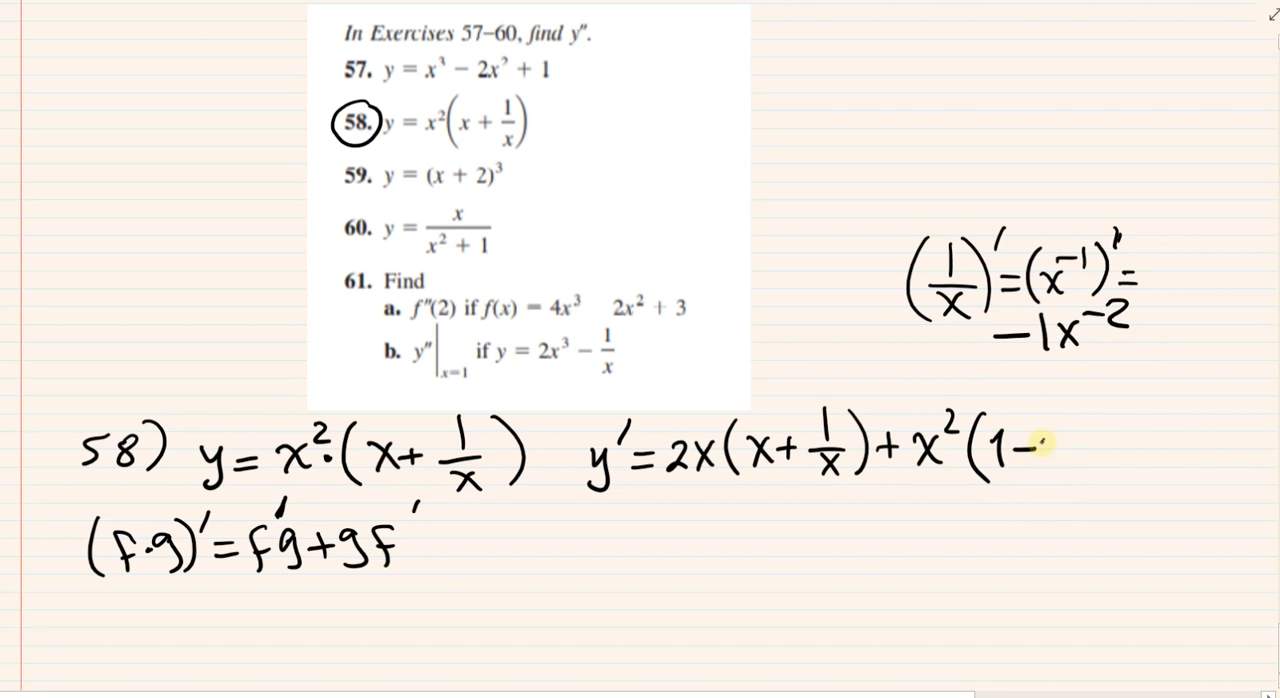 In Exercises 57–60, find y″.
57. y = x³ − 2x² + 1
58. y = x²(x + 1/x)
59. y = (x + 2)³
60. y = x/(x² + 1)
61. Find
a. f″(2) if f(x) = 4x³ 2x² + 3
b. y″|x=1 if y = 2x³ − 1/x
(1/x)′ = (x⁻¹)′ =
−1x⁻²
58) y = x²·(x + 1/x) y′ = 2x(x + 1/x) + x²(1 −
(f·g)′ = f′g + gf′